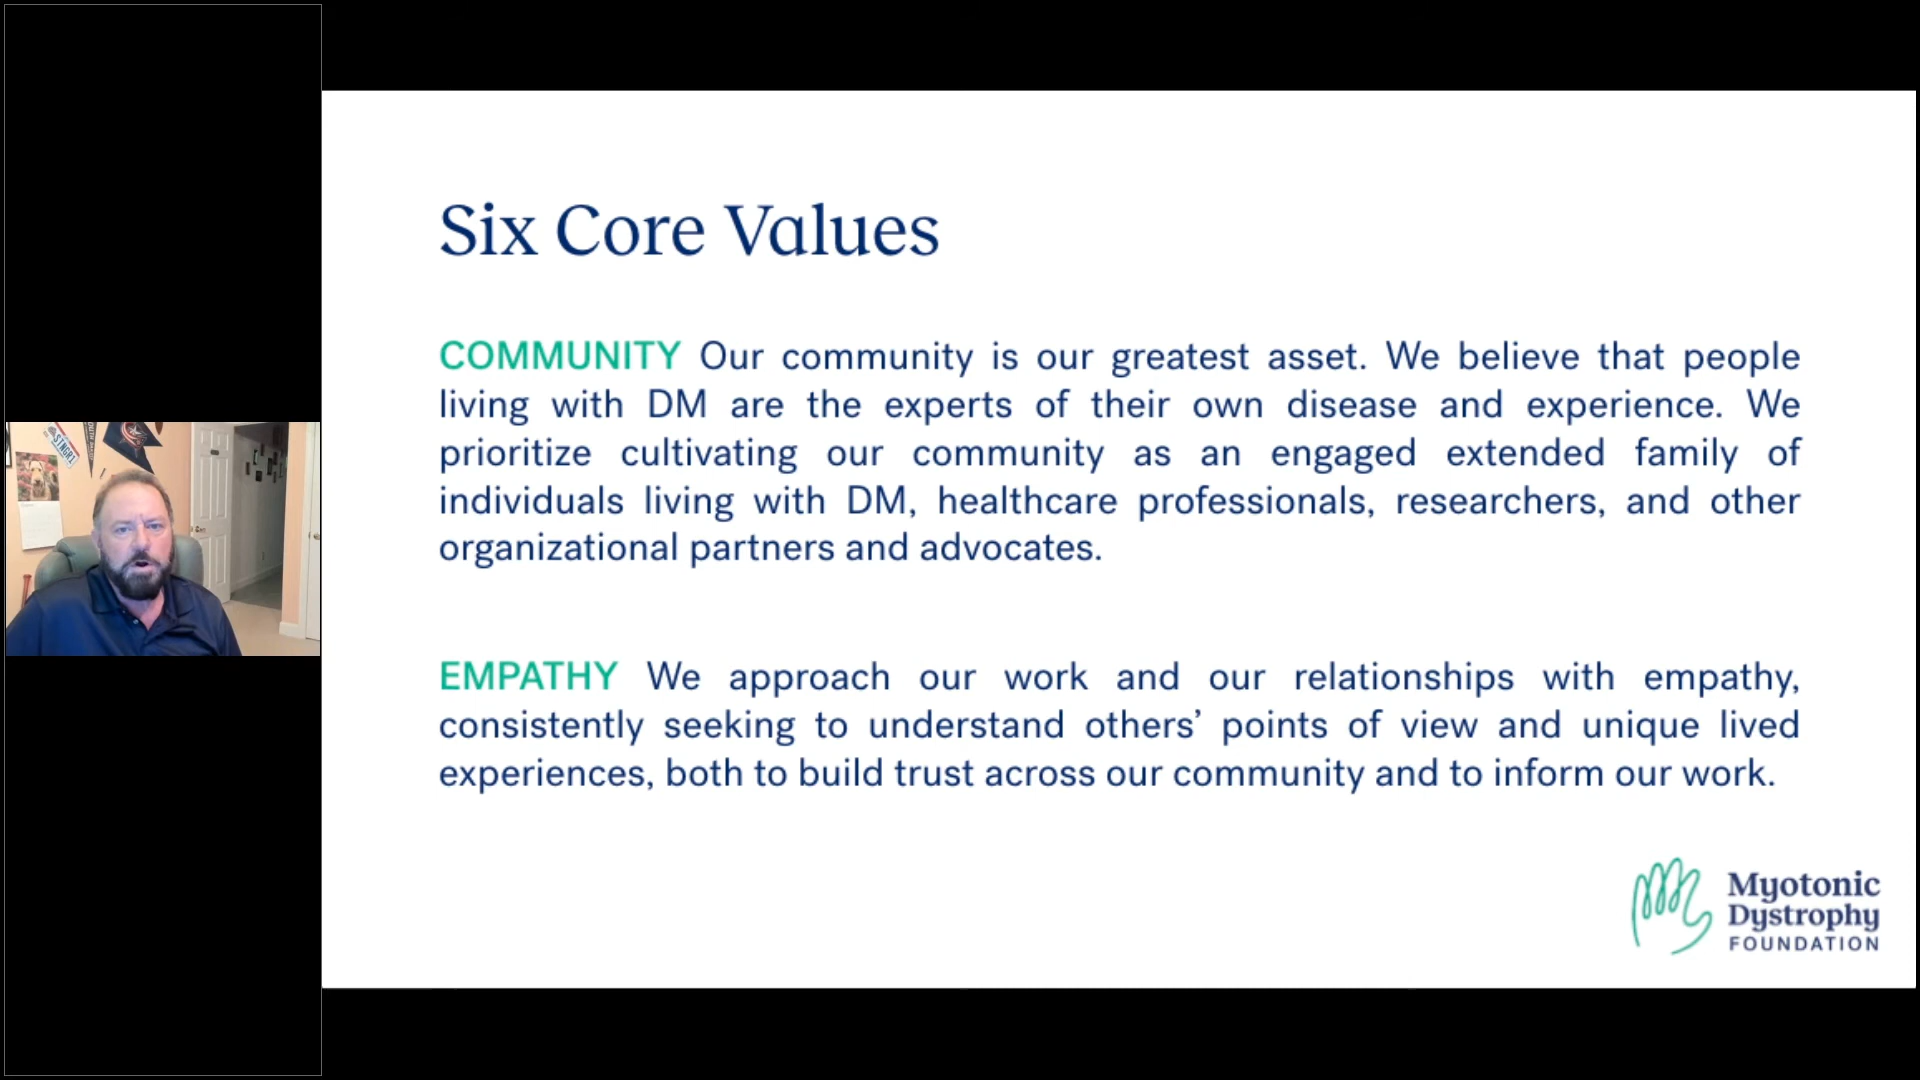 Six Core Values
COMMUNITY Our community is our greatest asset. We believe that people
living with DM are the experts of their own disease and experience. We
prioritize cultivating our community as an engaged extended family of
individuals living with DM, healthcare professionals, researchers, and other
organizational partners and advocates.
EMPATHY We approach our work and our relationships with empathy,
consistently seeking to understand others’ points of view and unique lived
experiences, both to build trust across our community and to inform our work.
Myotonic
Dystrophy
FOUNDATION